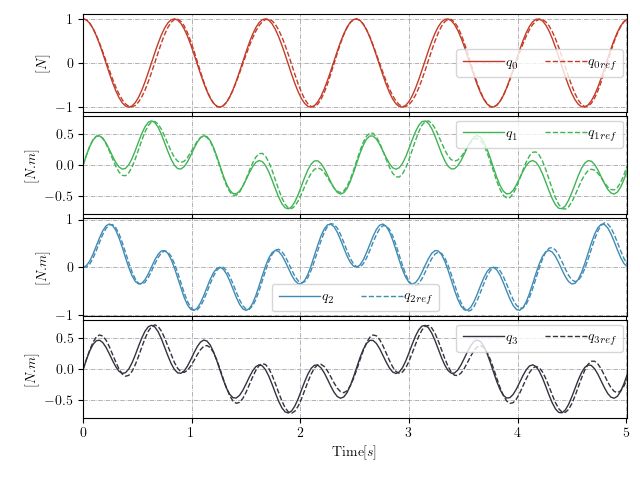 1
0
−1
[N]
q0
q0ref
0.5
0.0
−0.5
[N.m]
q1
q1ref
1
0
−1
[N.m]
q2
q2ref
0.5
0.0
−0.5
[N.m]
q3
q3ref
0 1 2 3 4 5
Time[s]